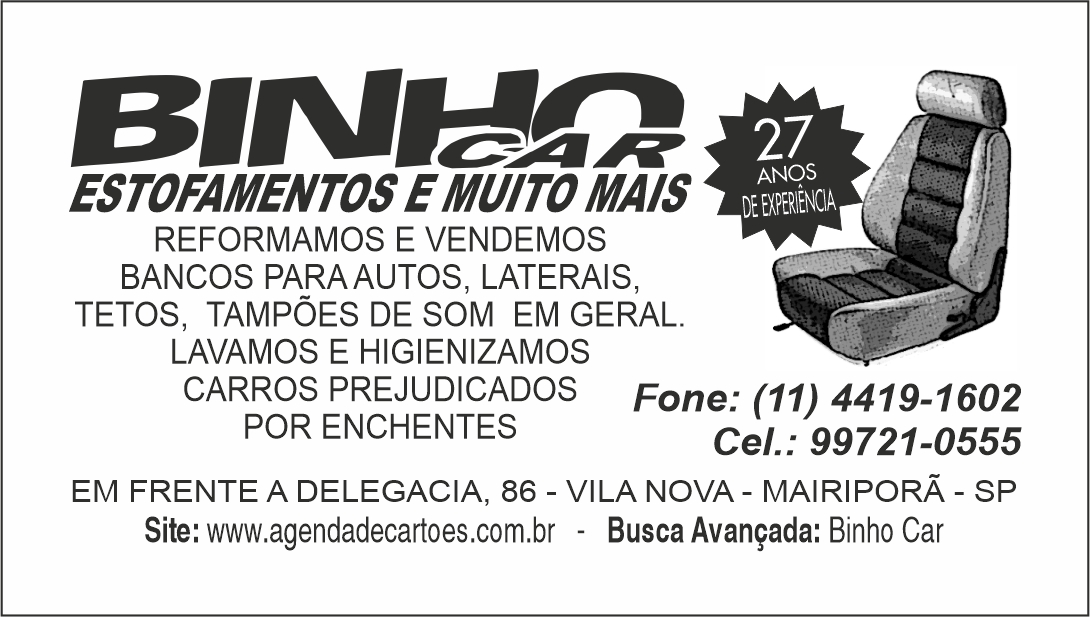 BINHO
CAR
ESTOFAMENTOS E MUITO MAIS
27
ANOS
DE EXPERIÊNCIA
REFORMAMOS E VENDEMOS
BANCOS PARA AUTOS, LATERAIS,
TETOS, TAMPÕES DE SOM EM GERAL.
LAVAMOS E HIGIENIZAMOS
CARROS PREJUDICADOS
POR ENCHENTES
Fone: (11) 4419-1602
Cel.: 99721-0555
EM FRENTE A DELEGACIA, 86 - VILA NOVA - MAIRIPORÃ - SP
Site: www.agendadecartoes.com.br - Busca Avançada: Binho Car